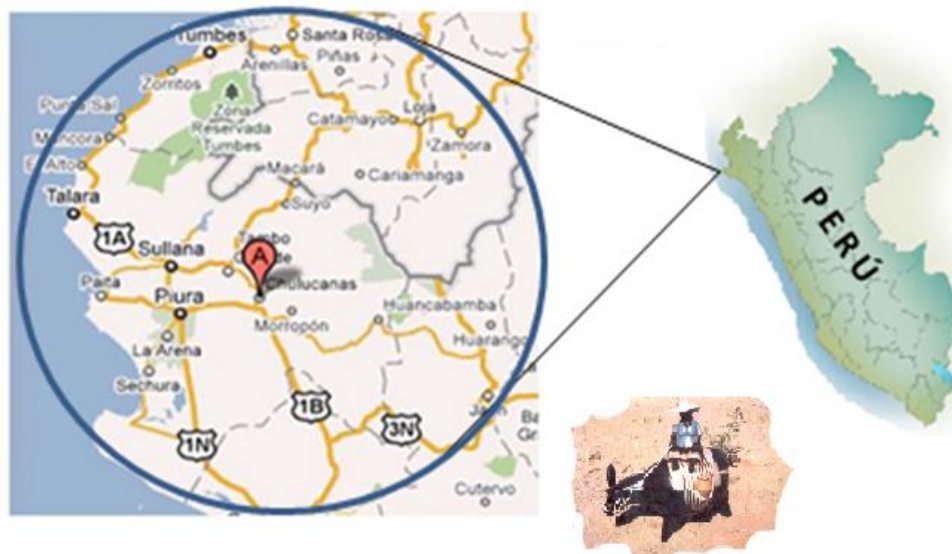 Tumbes
Santa Rosa
Arenillas
Piñas
Zorritos
Zona
Reservada
Tumbes
Punta Sal
Mancora
El Alto
Talara
Catamayo
Loja
Zamora
Macará
Cariamanga
Suyo
1A
Sullana
Tambo
A
Chulucanas
Paita
Piura
Morropón
Huancabamba
Huarango
La Arena
Sechura
1N
1B
3N
Jaén
Cutervo
PERÚ